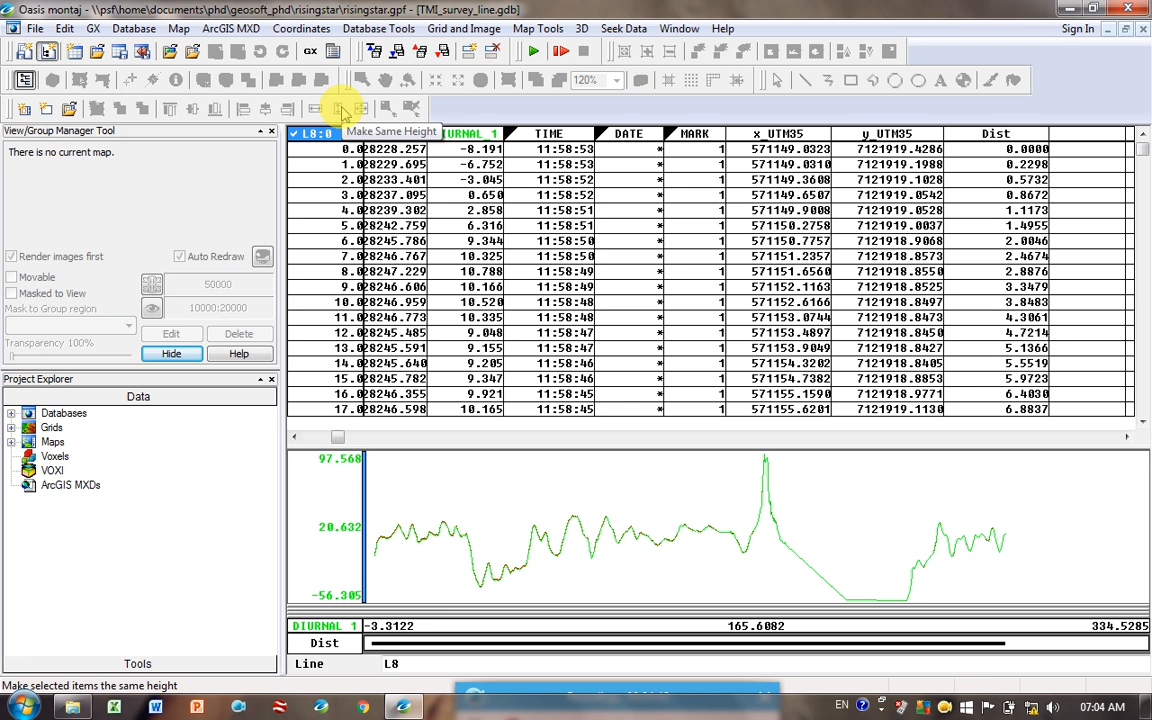 Oasis montaj - \\psf\home\documents\phd\geosoft_phd\risingstar\risingstar.gpf - [TMI_survey_line.gdb]
File Edit GX Database Map ArcGIS MXD Coordinates Database Tools Grid and Image Map Tools 3D Seek Data Window Help Sign In
GX
120%
View/Group Manager Tool
There is no current map.
Render images first Auto Redraw
Movable 50000
Masked to View
Mask to Group region 10000:20000
Transparency 100% Edit Delete
Hide Help
Project Explorer
Data
Databases
Grids
Maps
Voxels
VOXI
ArcGIS MXDs
Tools
Make Same Height
L8:0 URNAL_1 TIME DATE MARK x_UTM35 y_UTM35 Dist
0.0 28228.257 -8.191 11:58:53 * 1 571149.0323 7121919.4286 0.0000
1.0 28229.695 -6.752 11:58:53 * 1 571149.0310 7121919.1988 0.2298
2.0 28233.401 -3.045 11:58:52 * 1 571149.3608 7121919.1028 0.5732
3.0 28237.095 0.650 11:58:52 * 1 571149.6507 7121919.0542 0.8672
4.0 28239.302 2.858 11:58:51 * 1 571149.9008 7121919.0528 1.1173
5.0 28242.759 6.316 11:58:51 * 1 571150.2758 7121919.0037 1.4955
6.0 28245.786 9.344 11:58:50 * 1 571150.7757 7121918.9068 2.0046
7.0 28246.767 10.325 11:58:50 * 1 571151.2357 7121918.8573 2.4674
8.0 28247.229 10.788 11:58:49 * 1 571151.6560 7121918.8550 2.8876
9.0 28246.606 10.166 11:58:49 * 1 571152.1163 7121918.8525 3.3479
10.0 28246.959 10.520 11:58:48 * 1 571152.6166 7121918.8497 3.8483
11.0 28246.773 10.335 11:58:48 * 1 571153.0744 7121918.8473 4.3061
12.0 28245.485 9.048 11:58:47 * 1 571153.4897 7121918.8450 4.7214
13.0 28245.591 9.155 11:58:47 * 1 571153.9049 7121918.8427 5.1366
14.0 28245.640 9.205 11:58:46 * 1 571154.3202 7121918.8405 5.5519
15.0 28245.782 9.347 11:58:46 * 1 571154.7382 7121918.8853 5.9723
16.0 28246.355 9.921 11:58:45 * 1 571155.1590 7121918.9771 6.4030
17.0 28246.598 10.165 11:58:45 * 1 571155.6201 7121919.1130 6.8837
97.568
20.632
-56.305
DIURNAL_1 -3.3122 165.6082 334.5285
Dist
Line L8
Make selected items the same height
EN 07:04 AM